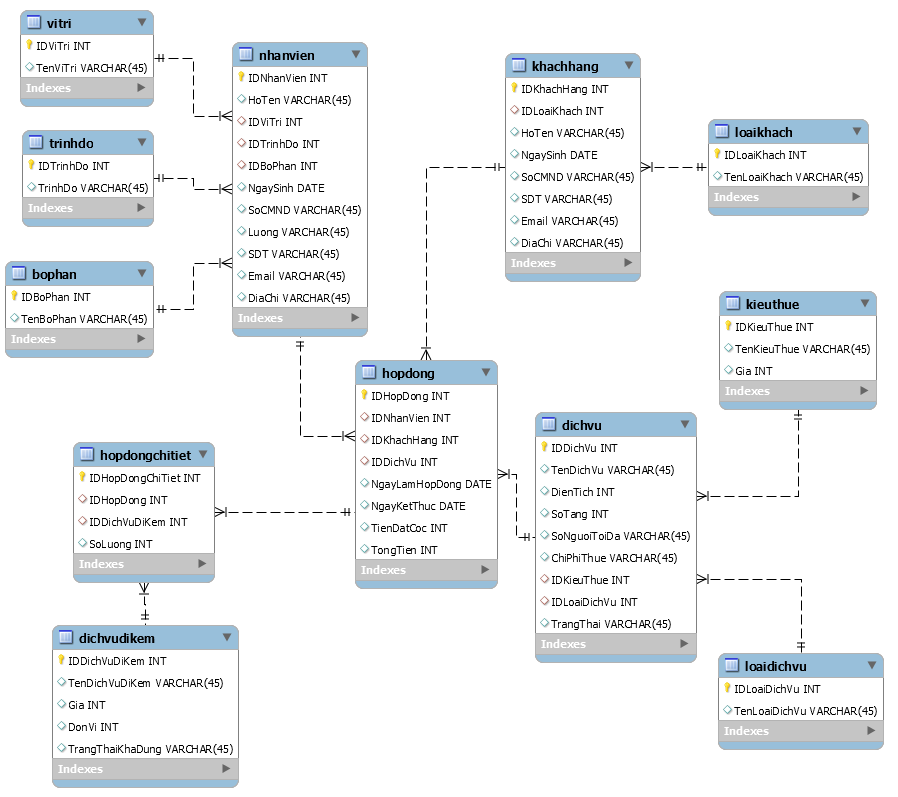 vitri
IDViTri INT
TenViTri VARCHAR(45)
Indexes
trinhdo
IDTrinhDo INT
TrinhDo VARCHAR(45)
Indexes
bophan
IDBoPhan INT
TenBoPhan VARCHAR(45)
Indexes
nhanvien
IDNhanVien INT
HoTen VARCHAR(45)
IDViTri INT
IDTrinhDo INT
IDBoPhan INT
NgaySinh DATE
SoCMND VARCHAR(45)
Luong VARCHAR(45)
SDT VARCHAR(45)
Email VARCHAR(45)
DiaChi VARCHAR(45)
Indexes
khachhang
IDKhachHang INT
IDLoaiKhach INT
HoTen VARCHAR(45)
NgaySinh DATE
SoCMND VARCHAR(45)
SDT VARCHAR(45)
Email VARCHAR(45)
DiaChi VARCHAR(45)
Indexes
loaikhach
IDLoaiKhach INT
TenLoaiKhach VARCHAR(45)
Indexes
kieuthue
IDKieuThue INT
TenKieuThue VARCHAR(45)
Gia INT
Indexes
hopdong
IDHopDong INT
IDNhanVien INT
IDKhachHang INT
IDDichVu INT
NgayLamHopDong DATE
NgayKetThuc DATE
TienDatCoc INT
TongTien INT
Indexes
dichvu
IDDichVu INT
TenDichVu VARCHAR(45)
DienTich INT
SoTang INT
SoNguoiToiDa VARCHAR(45)
ChiPhiThue VARCHAR(45)
IDKieuThue INT
IDLoaiDichVu INT
TrangThai VARCHAR(45)
Indexes
hopdongchitiet
IDHopDongChiTiet INT
IDHopDong INT
IDDichVuDiKem INT
SoLuong INT
Indexes
dichvudikem
IDDichVuDiKem INT
TenDichVuDiKem VARCHAR(45)
Gia INT
DonVi INT
TrangThaiKhaDung VARCHAR(45)
Indexes
loaidichvu
IDLoaiDichVu INT
TenLoaiDichVu VARCHAR(45)
Indexes